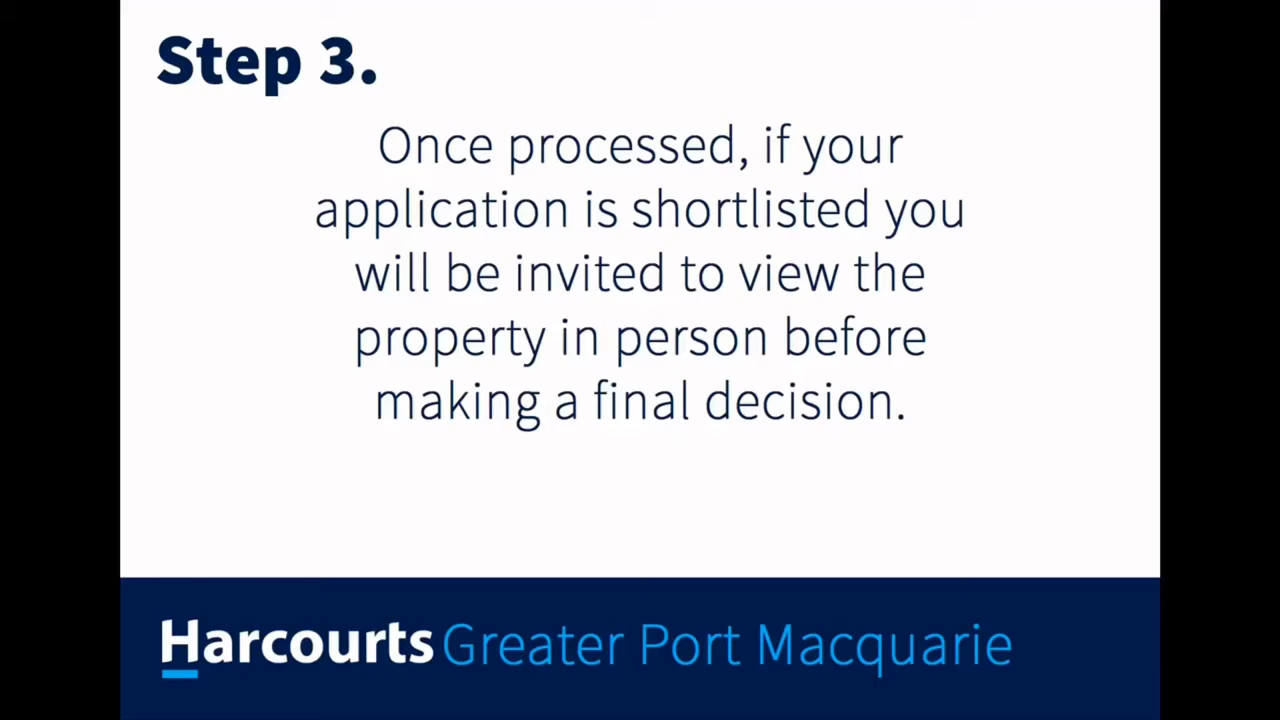 Step 3.
Once processed, if your
application is shortlisted you
will be invited to view the
property in person before
making a final decision.
Harcourts Greater Port Macquarie